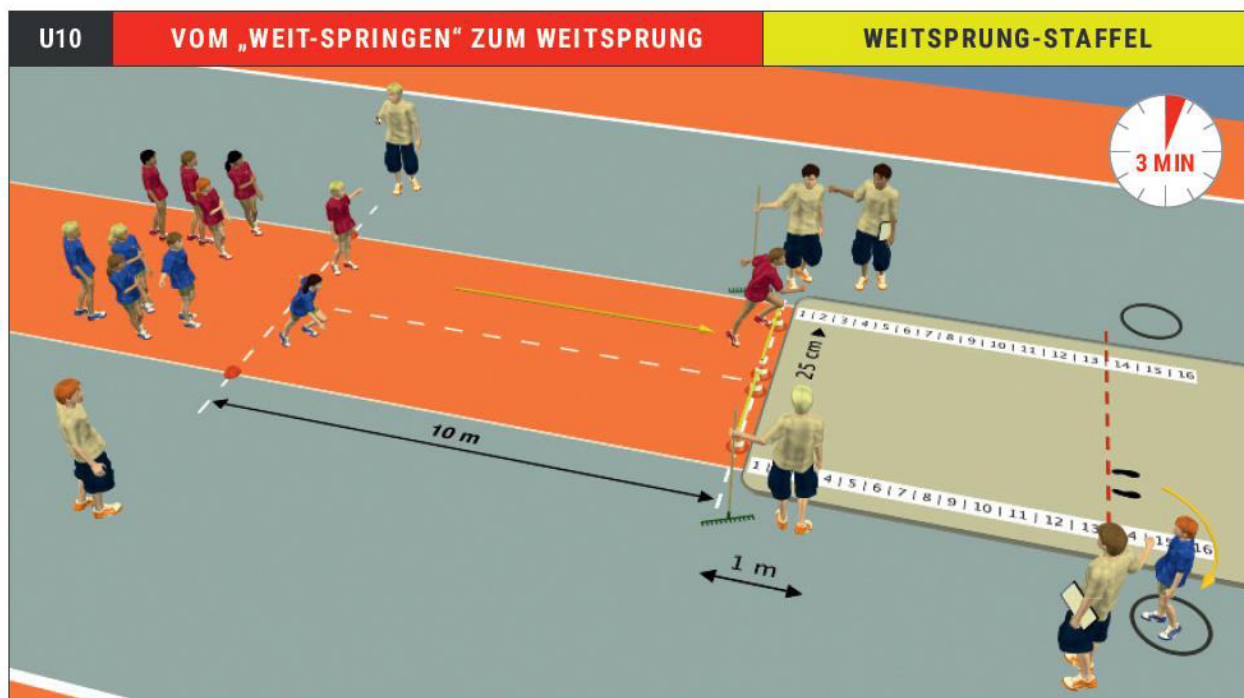 U10
VOM „WEIT-SPRINGEN“ ZUM WEITSPRUNG
WEITSPRUNG-STAFFEL
3 MIN
1 | 2 | 3 | 4 | 5 | 6 | 7 | 8 | 9 | 10 | 11 | 12 | 13 | 14 | 15 | 16
25 cm
10 m
1 | 4 | 5 | 6 | 7 | 8 | 9 | 10 | 11 | 12 | 13 4 | 15 16
1 m